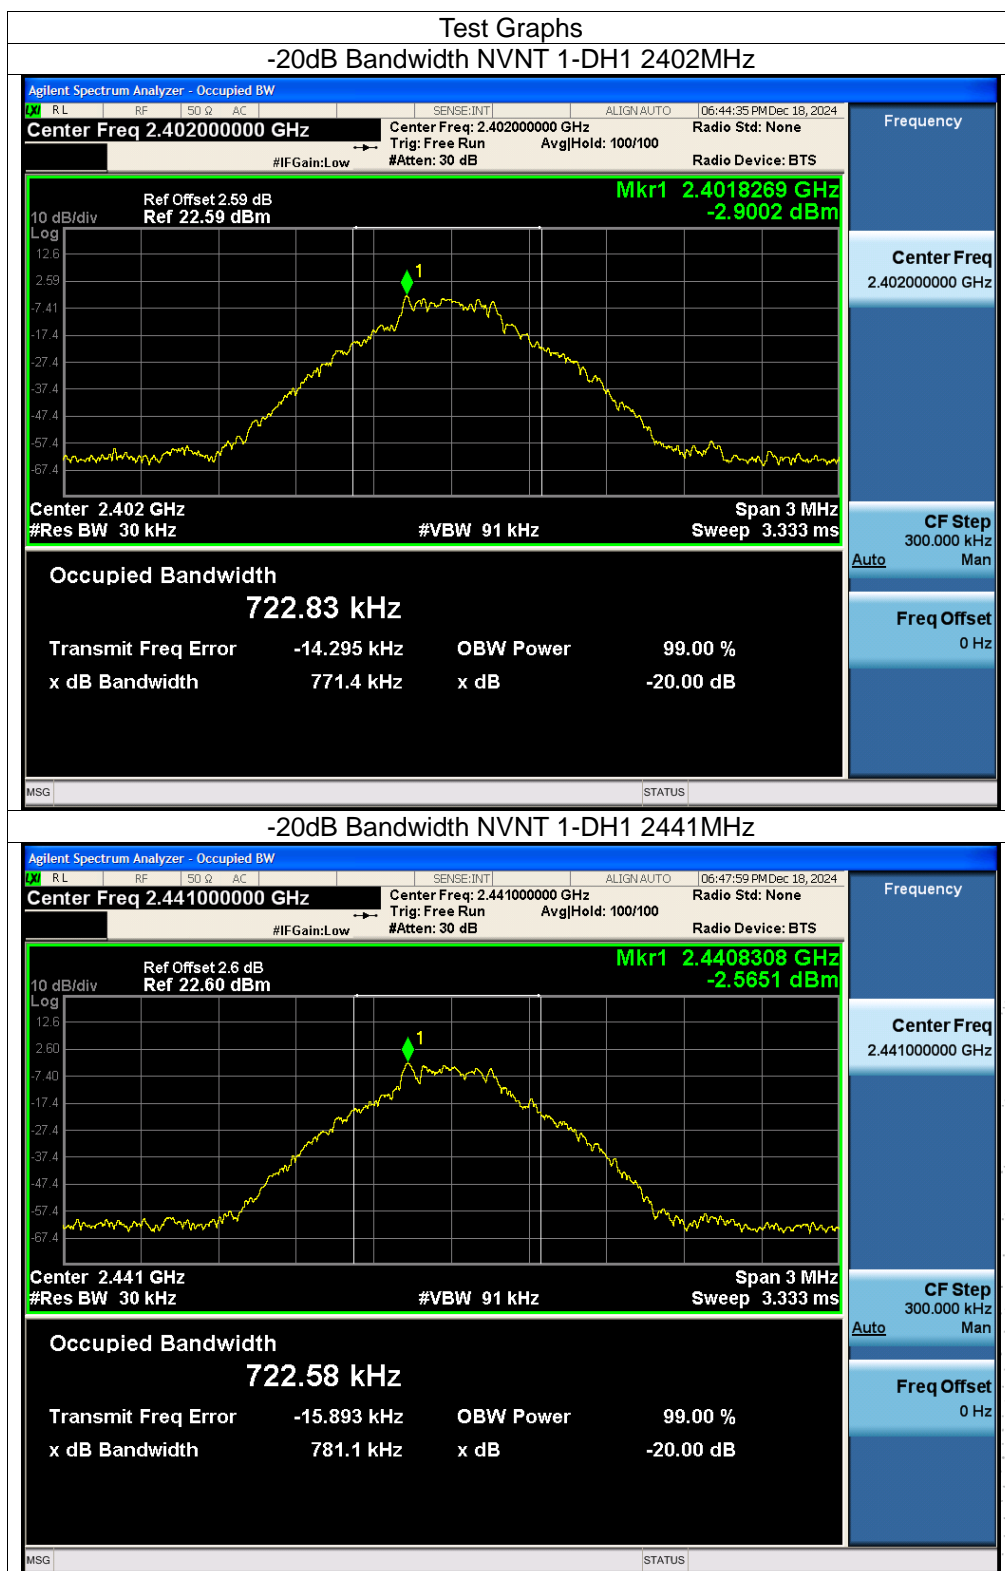 Test Graphs
-20dB Bandwidth NVNT 1-DH1 2402MHz
Agilent Spectrum Analyzer - Occupied BW
LXI RL RF 50 Ω AC SENSE:INT ALIGN AUTO 06:44:35 PM Dec 18, 2024
Center Freq 2.402000000 GHz
Center Freq: 2.402000000 GHz Radio Std: None
Trig: Free Run Avg|Hold: 100/100
#IFGain:Low #Atten: 30 dB Radio Device: BTS
Frequency
Mkr1 2.4018269 GHz
-2.9002 dBm
Ref Offset 2.59 dB
10 dB/div Ref 22.59 dBm
Log
12.6
2.59
-7.41
-17.4
-27.4
-37.4
-47.4
-57.4
-67.4
1
Center 2.402 GHz Span 3 MHz
#Res BW 30 kHz #VBW 91 kHz Sweep 3.333 ms
Center Freq
2.402000000 GHz
CF Step
300.000 kHz
Auto Man
Freq Offset
0 Hz
Occupied Bandwidth
722.83 kHz
Transmit Freq Error -14.295 kHz OBW Power 99.00 %
x dB Bandwidth 771.4 kHz x dB -20.00 dB
MSG STATUS
-20dB Bandwidth NVNT 1-DH1 2441MHz
Agilent Spectrum Analyzer - Occupied BW
LXI RL RF 50 Ω AC SENSE:INT ALIGN AUTO 06:47:59 PM Dec 18, 2024
Center Freq 2.441000000 GHz
Center Freq: 2.441000000 GHz Radio Std: None
Trig: Free Run Avg|Hold: 100/100
#IFGain:Low #Atten: 30 dB Radio Device: BTS
Frequency
Mkr1 2.4408308 GHz
-2.5651 dBm
Ref Offset 2.6 dB
10 dB/div Ref 22.60 dBm
Log
12.6
2.60
-7.40
-17.4
-27.4
-37.4
-47.4
-57.4
-67.4
1
Center 2.441 GHz Span 3 MHz
#Res BW 30 kHz #VBW 91 kHz Sweep 3.333 ms
Center Freq
2.441000000 GHz
CF Step
300.000 kHz
Auto Man
Freq Offset
0 Hz
Occupied Bandwidth
722.58 kHz
Transmit Freq Error -15.893 kHz OBW Power 99.00 %
x dB Bandwidth 781.1 kHz x dB -20.00 dB
MSG STATUS